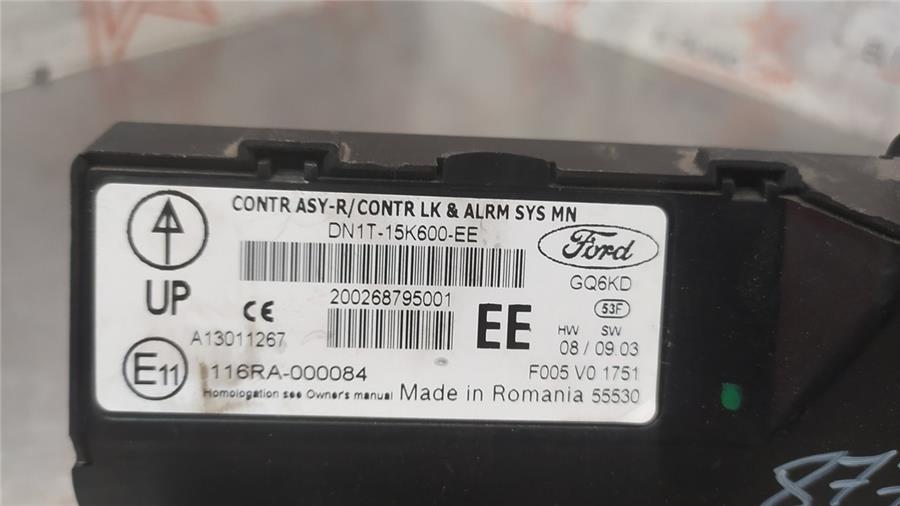 CONTR ASY-R/CONTR LK & ALRM SYS MN
DN1T-15K600-EE
Ford
GQ6KD
UP
CE
200268795001
EE
53F
HW SW
08 / 09.03
A13011267
E11
116RA-000084
F005 V0 1751
Homologation see Owner's manual Made in Romania 55530